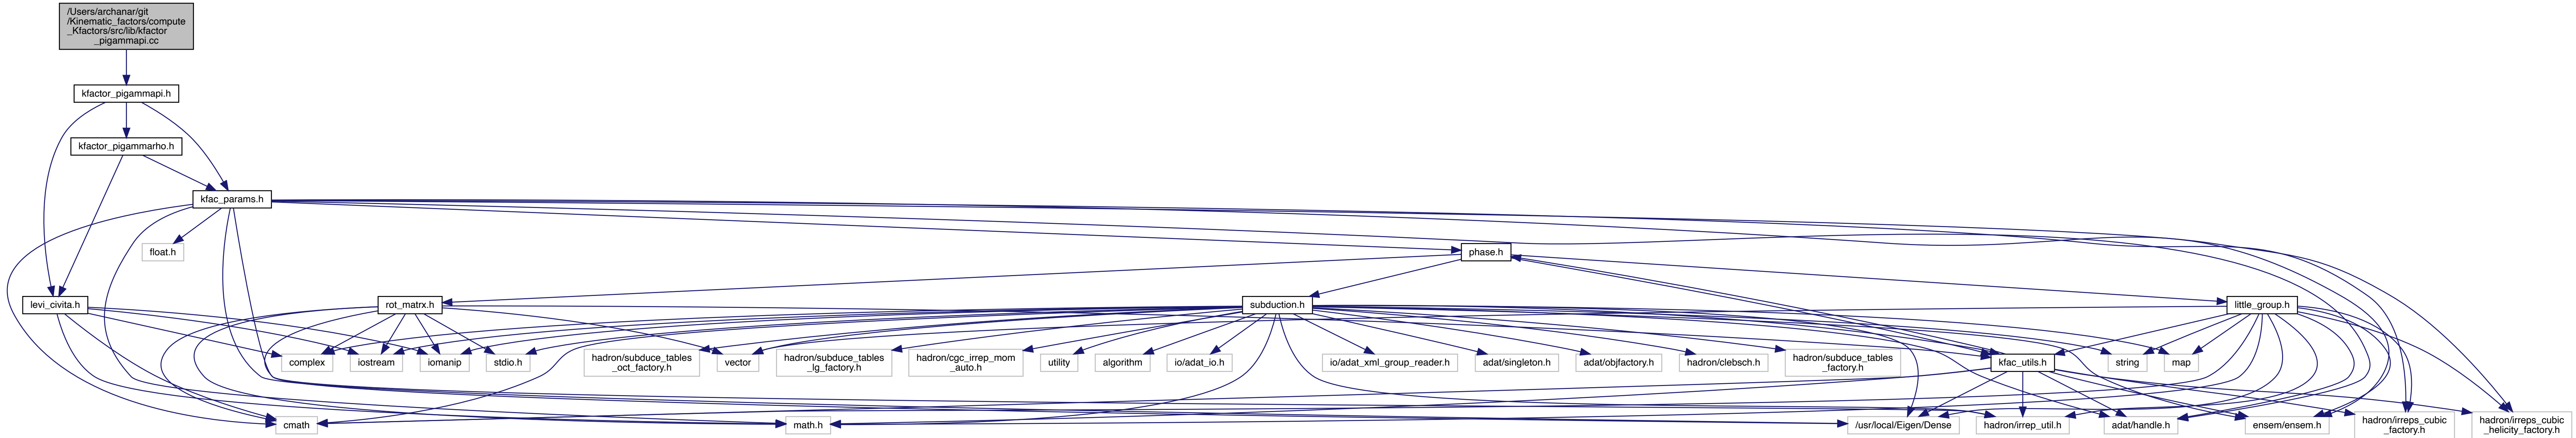 /Users/archanar/git
/Kinematic_factors/compute
_Kfactors/src/lib/kfactor
_pigammapi.cc
kfactor_pigammapi.h
kfactor_pigammarho.h
kfac_params.h
float.h
phase.h
levi_civita.h
rot_matrx.h
subduction.h
little_group.h
complex
iostream
iomanip
stdio.h
hadron/subduce_tables
_oct_factory.h
vector
hadron/subduce_tables
_lg_factory.h
hadron/cgc_irrep_mom
_auto.h
utility
algorithm
io/adat_io.h
io/adat_xml_group_reader.h
adat/singleton.h
adat/objfactory.h
hadron/clebsch.h
hadron/subduce_tables
_factory.h
kfac_utils.h
string
map
cmath
math.h
/usr/local/Eigen/Dense
hadron/irrep_util.h
adat/handle.h
ensem/ensem.h
hadron/irreps_cubic
_factory.h
hadron/irreps_cubic
_helicity_factory.h